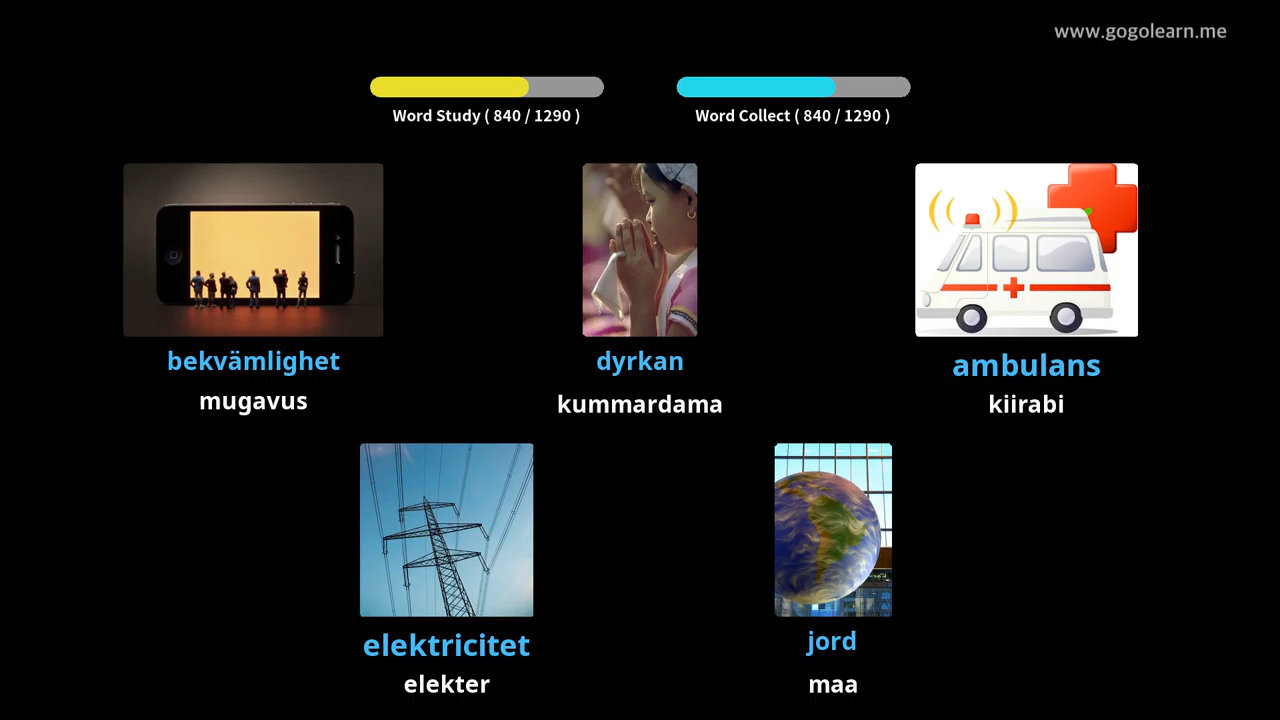 www.gogolearn.me
Word Study ( 840 / 1290 )
Word Collect ( 840 / 1290 )
bekvämlighet
mugavus
dyrkan
kummardama
ambulans
kiirabi
elektricitet
elekter
jord
maa